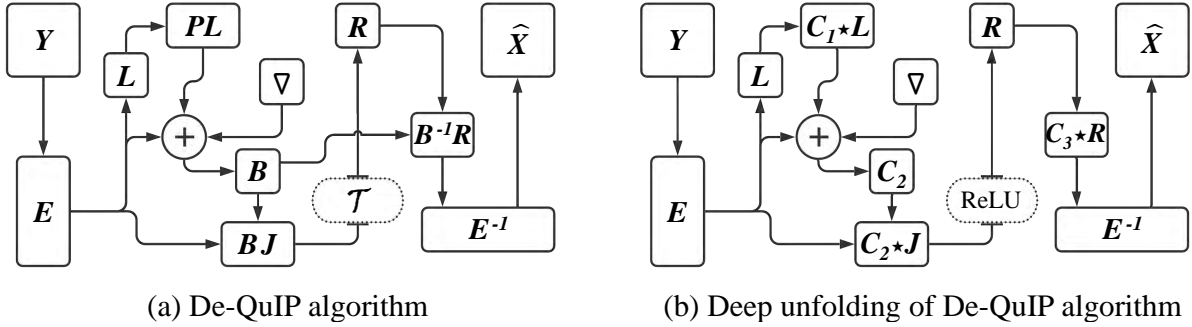 Y
PL
L
∇
+
B
E
BJ
𝒯
R
B⁻¹R
E⁻¹
X̂
(a) De-QuIP algorithm
Y
C₁⋆L
L
∇
+
C₂
E
C₂⋆J
ReLU
R
C₃⋆R
E⁻¹
X̂
(b) Deep unfolding of De-QuIP algorithm